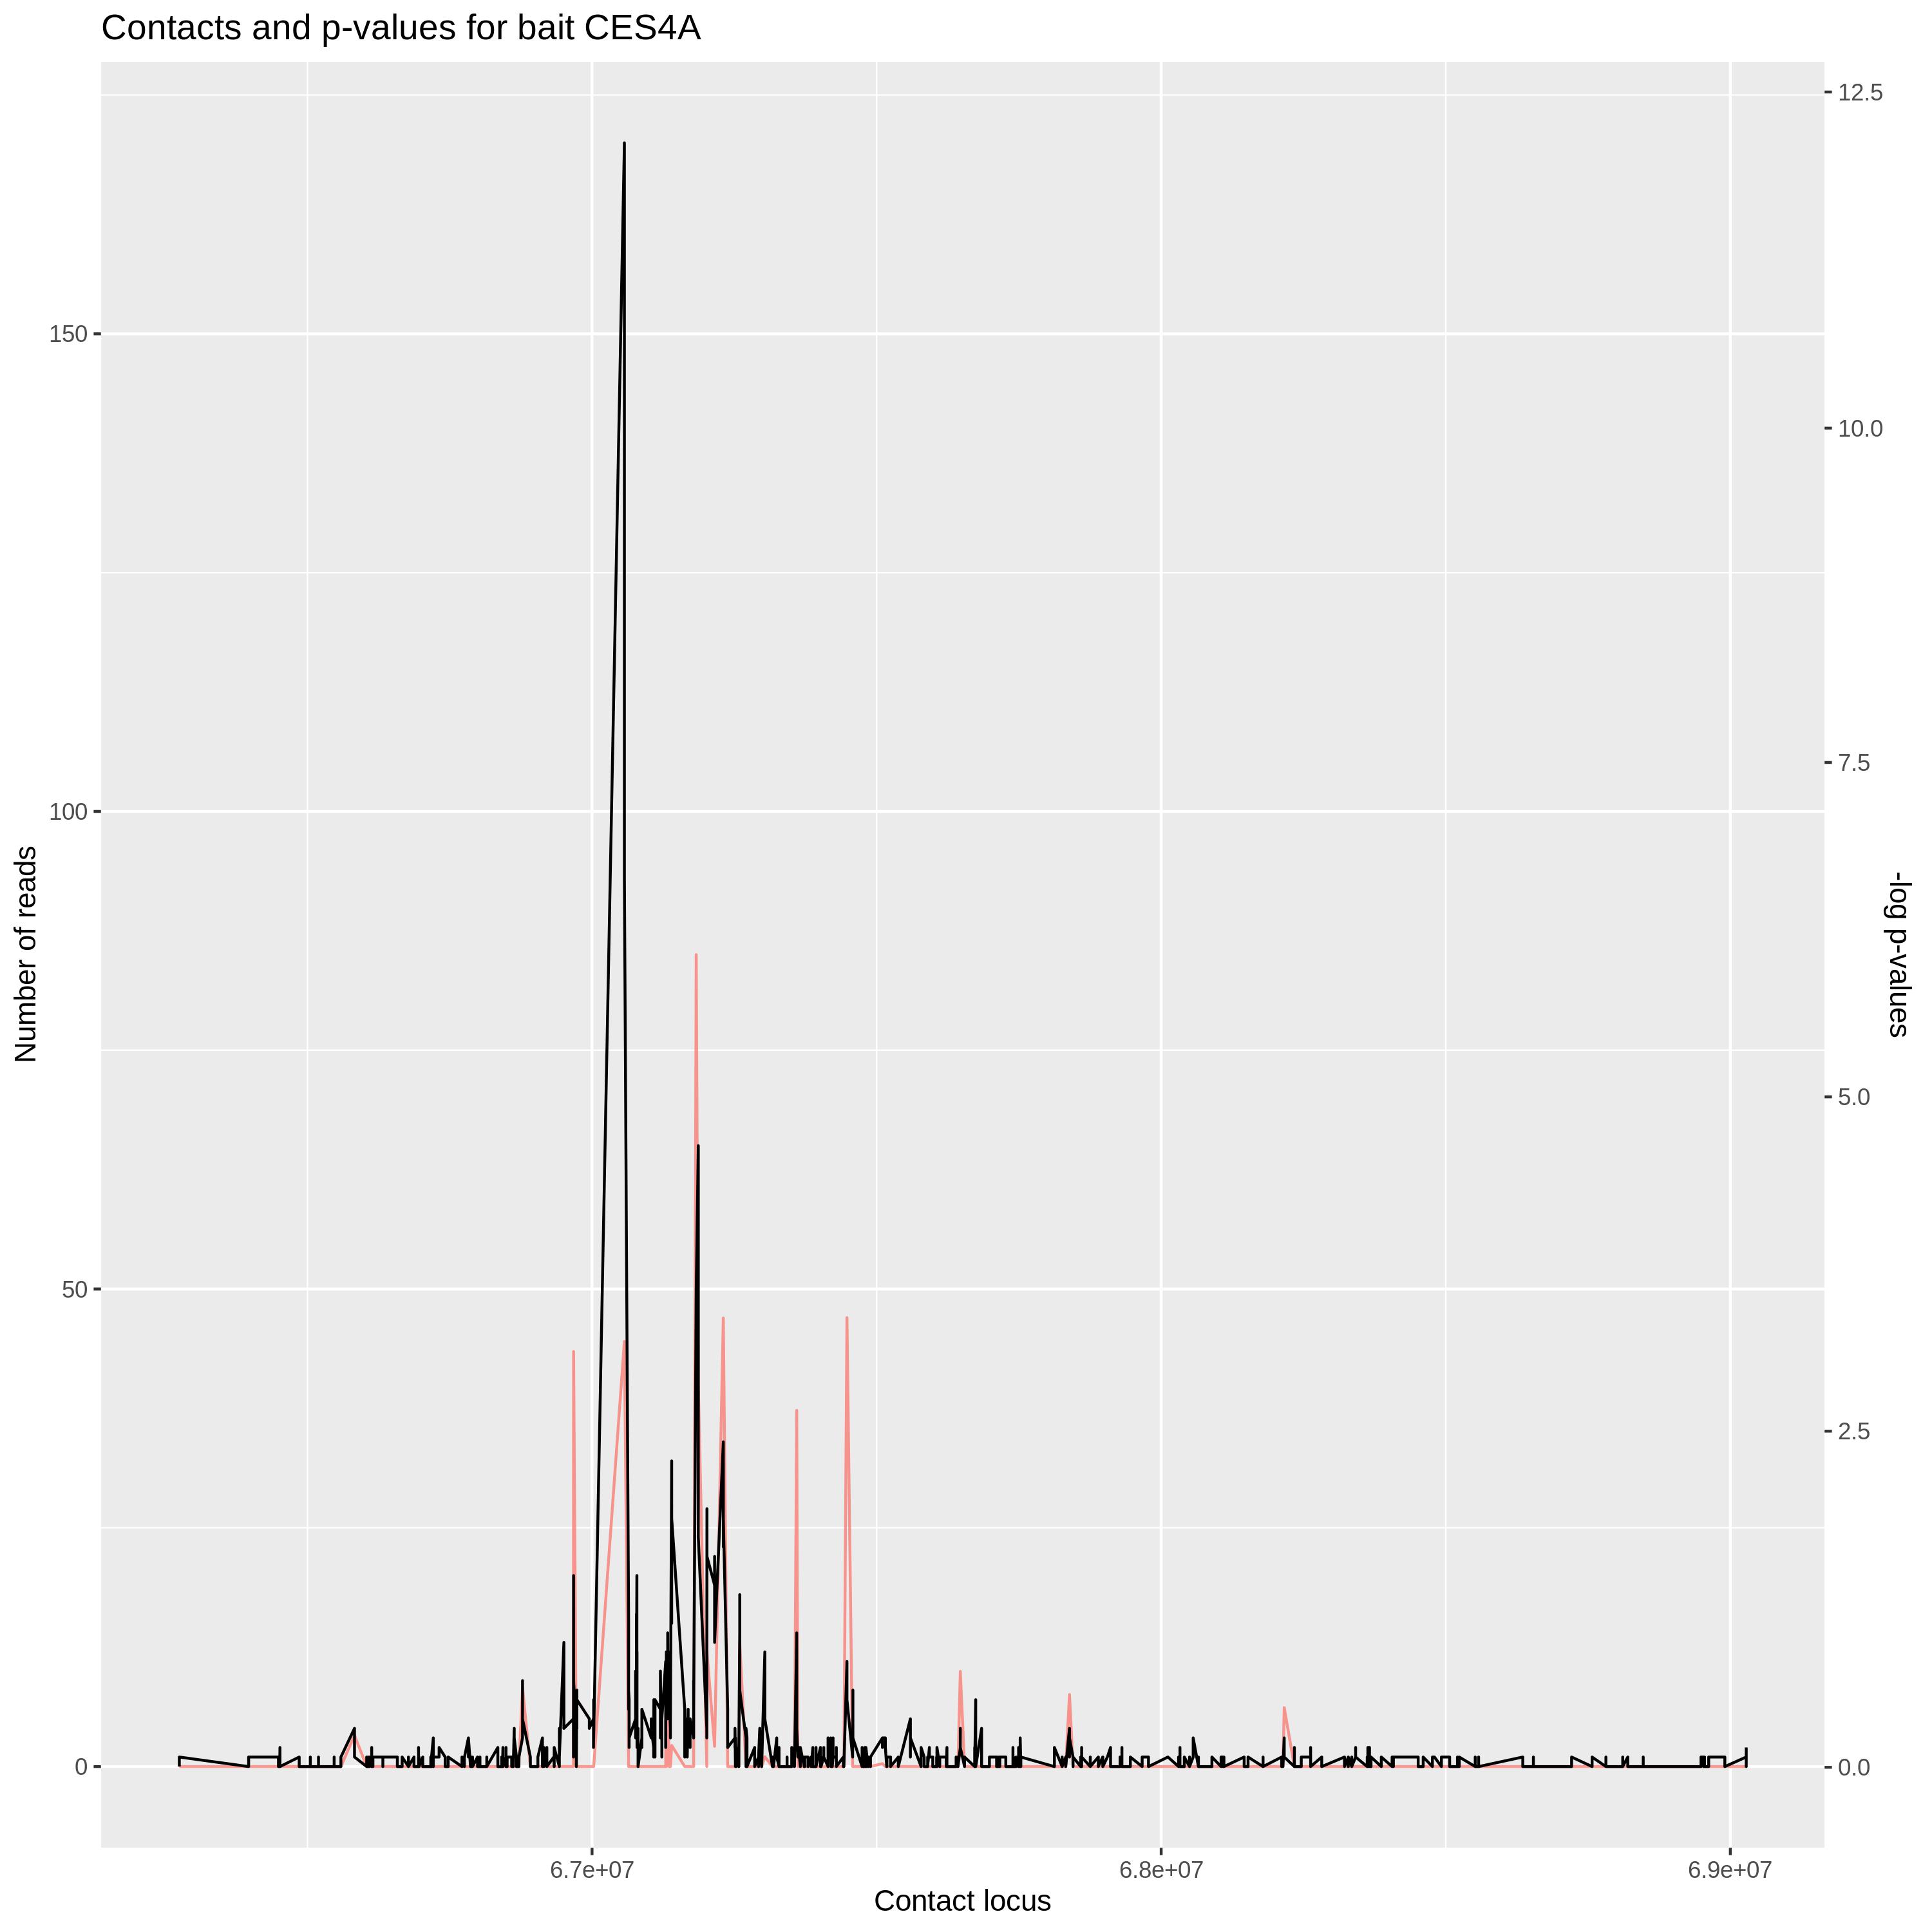 Contacts and p-values for bait CES4A
Number of reads
150
100
50
0
12.5
10.0
7.5
5.0
2.5
0.0
-log p-values
6.7e+07
6.8e+07
6.9e+07
Contact locus